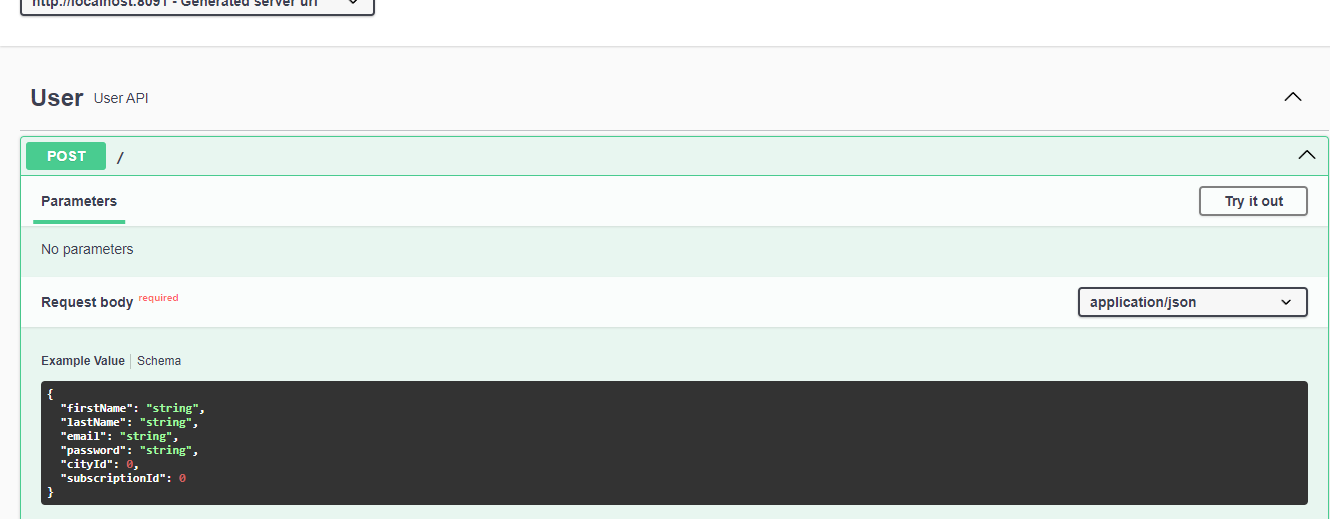 http://localhost:8091 - Generated server url
User User API
POST /
Parameters
Try it out
No parameters
Request body required
application/json
Example Value Schema
{
"firstName": "string",
"lastName": "string",
"email": "string",
"password": "string",
"cityId": 0,
"subscriptionId": 0
}